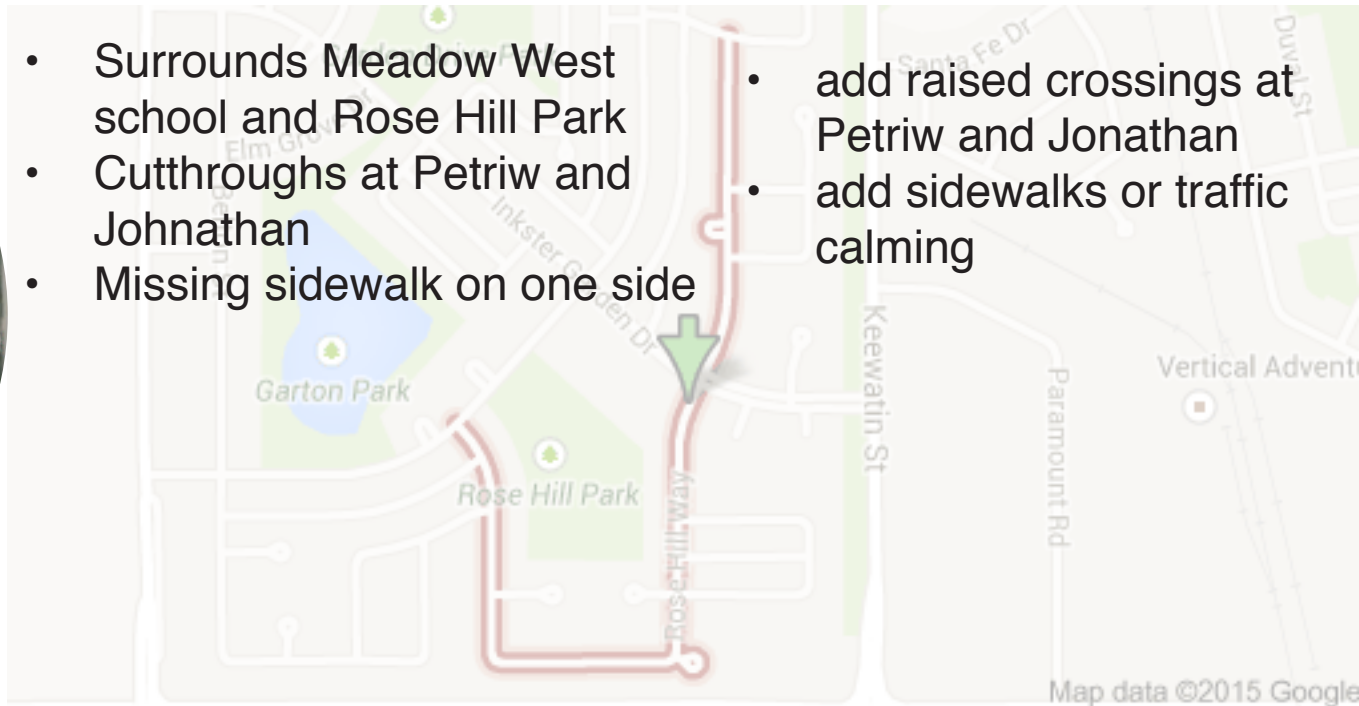 • Surrounds Meadow West
school and Rose Hill Park
• Cutthroughs at Petriw and
Johnathan
• Missing sidewalk on one side
• add raised crossings at
Petriw and Jonathan
• add sidewalks or traffic
calming
Santa Fe Dr
Duval St
Elm Grove Dr
Inkster Garden Dr
Garton Park
Rose Hill Park
Rose Hill Way
Keewatin St
Paramount Rd
Vertical Adventu
Map data ©2015 Google